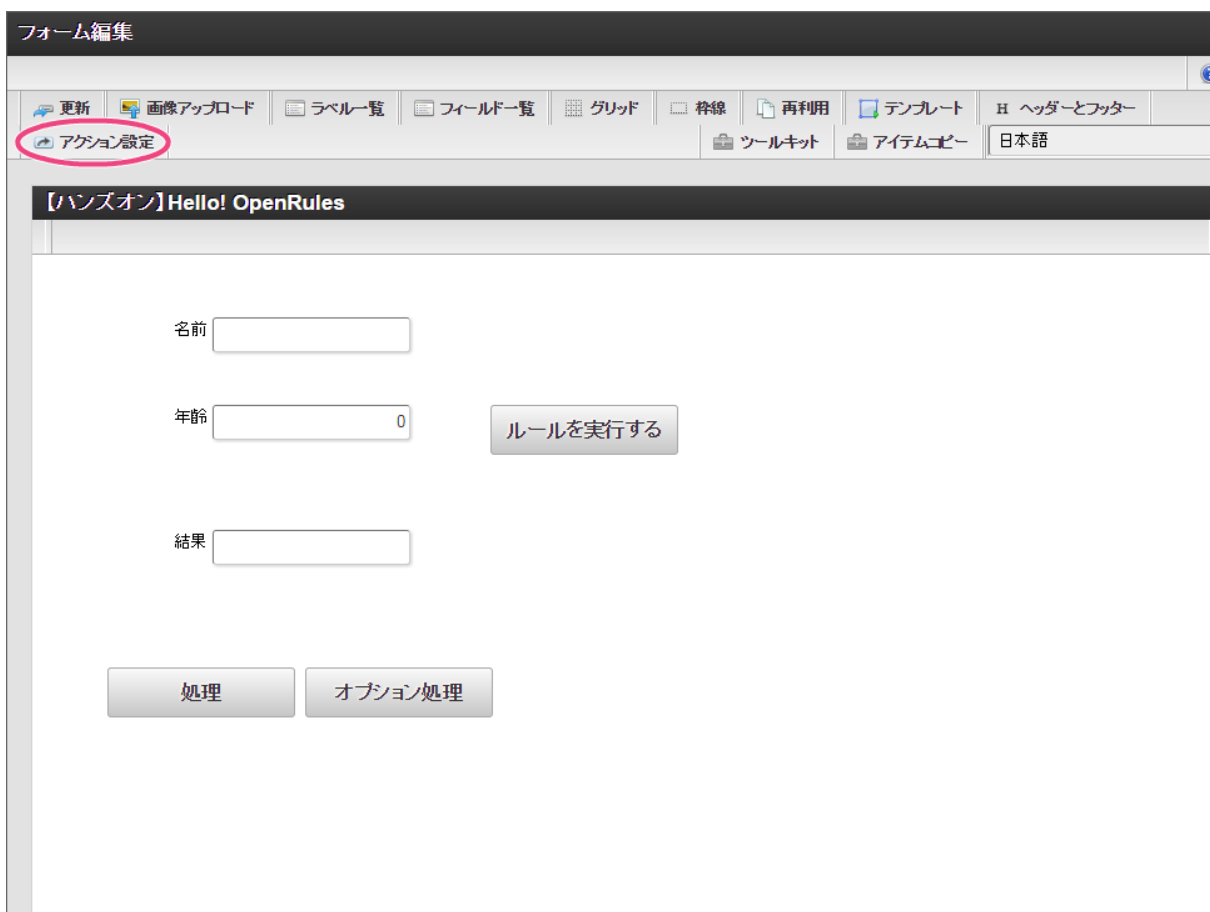 フォーム編集
更新 画像アップロード ラベル一覧 フィールド一覧 グリッド 枠線 再利用 テンプレート H ヘッダーとフッター
アクション設定 ツールキット アイテムコピー 日本語
【ハンズオン】Hello! OpenRules
名前
年齢 0 ルールを実行する
結果
処理 オプション処理